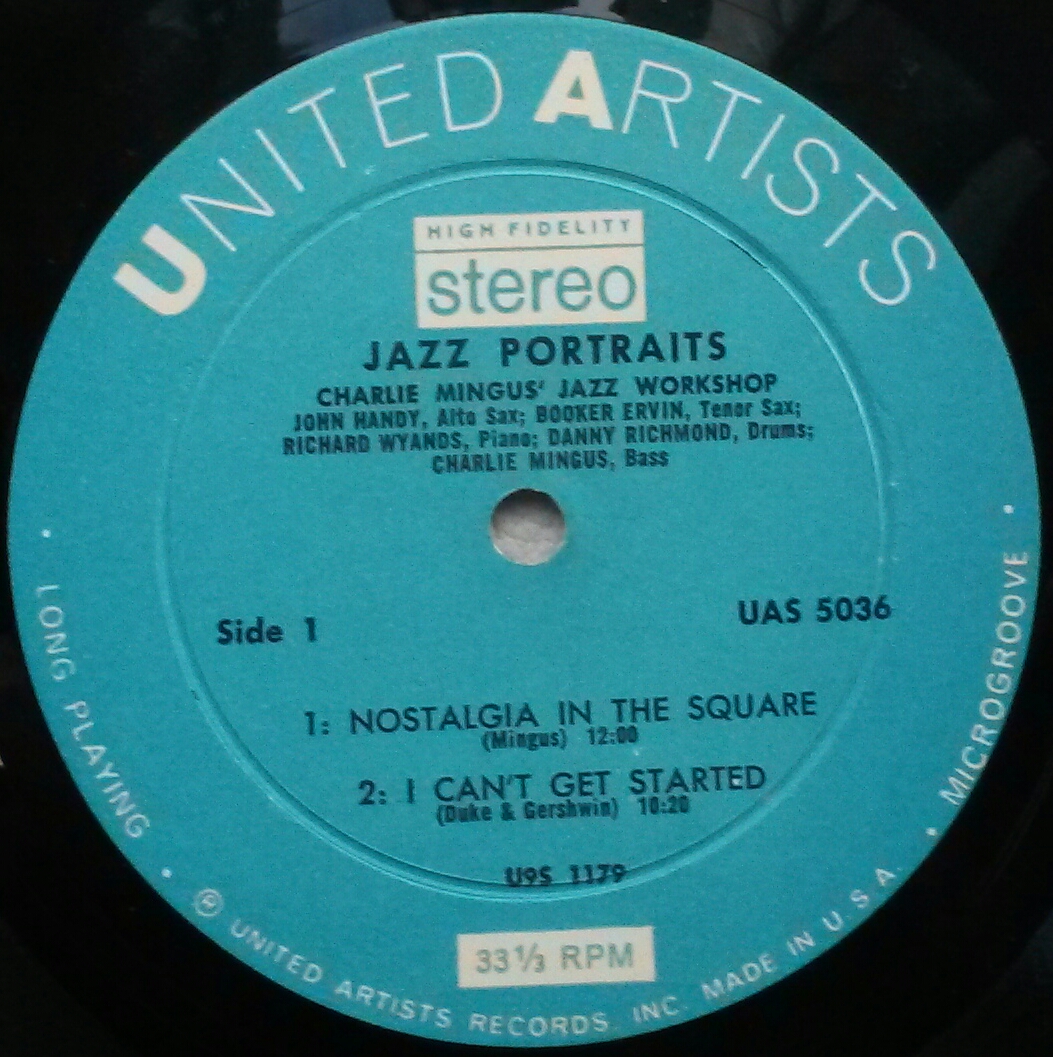 UNITED ARTISTS
HIGH FIDELITY
stereo
JAZZ PORTRAITS
CHARLIE MINGUS' JAZZ WORKSHOP
JOHN HANDY, Alto Sax; BOOKER ERVIN, Tenor Sax;
RICHARD WYANDS, Piano; DANNY RICHMOND, Drums;
CHARLIE MINGUS, Bass
Side 1
UAS 5036
1: NOSTALGIA IN THE SQUARE
(Mingus) 12:00
2: I CAN'T GET STARTED
(Duke & Gershwin) 10:20
U9S 1179
33⅓ RPM
· LONG PLAYING · ® UNITED ARTISTS RECORDS, INC. MADE IN U.S.A. · MICROGROOVE ·